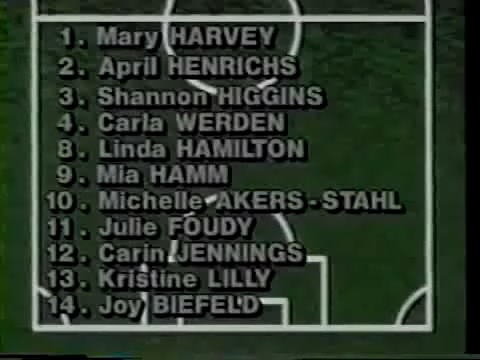 1. Mary HARVEY
2. April HENRICHS
3. Shannon HIGGINS
4. Carla WERDEN
8. Linda HAMILTON
9. Mia HAMM
10. Michelle AKERS-STAHL
11. Julie FOUDY
12. Carin JENNINGS
13. Kristine LILLY
14. Joy BIEFELD